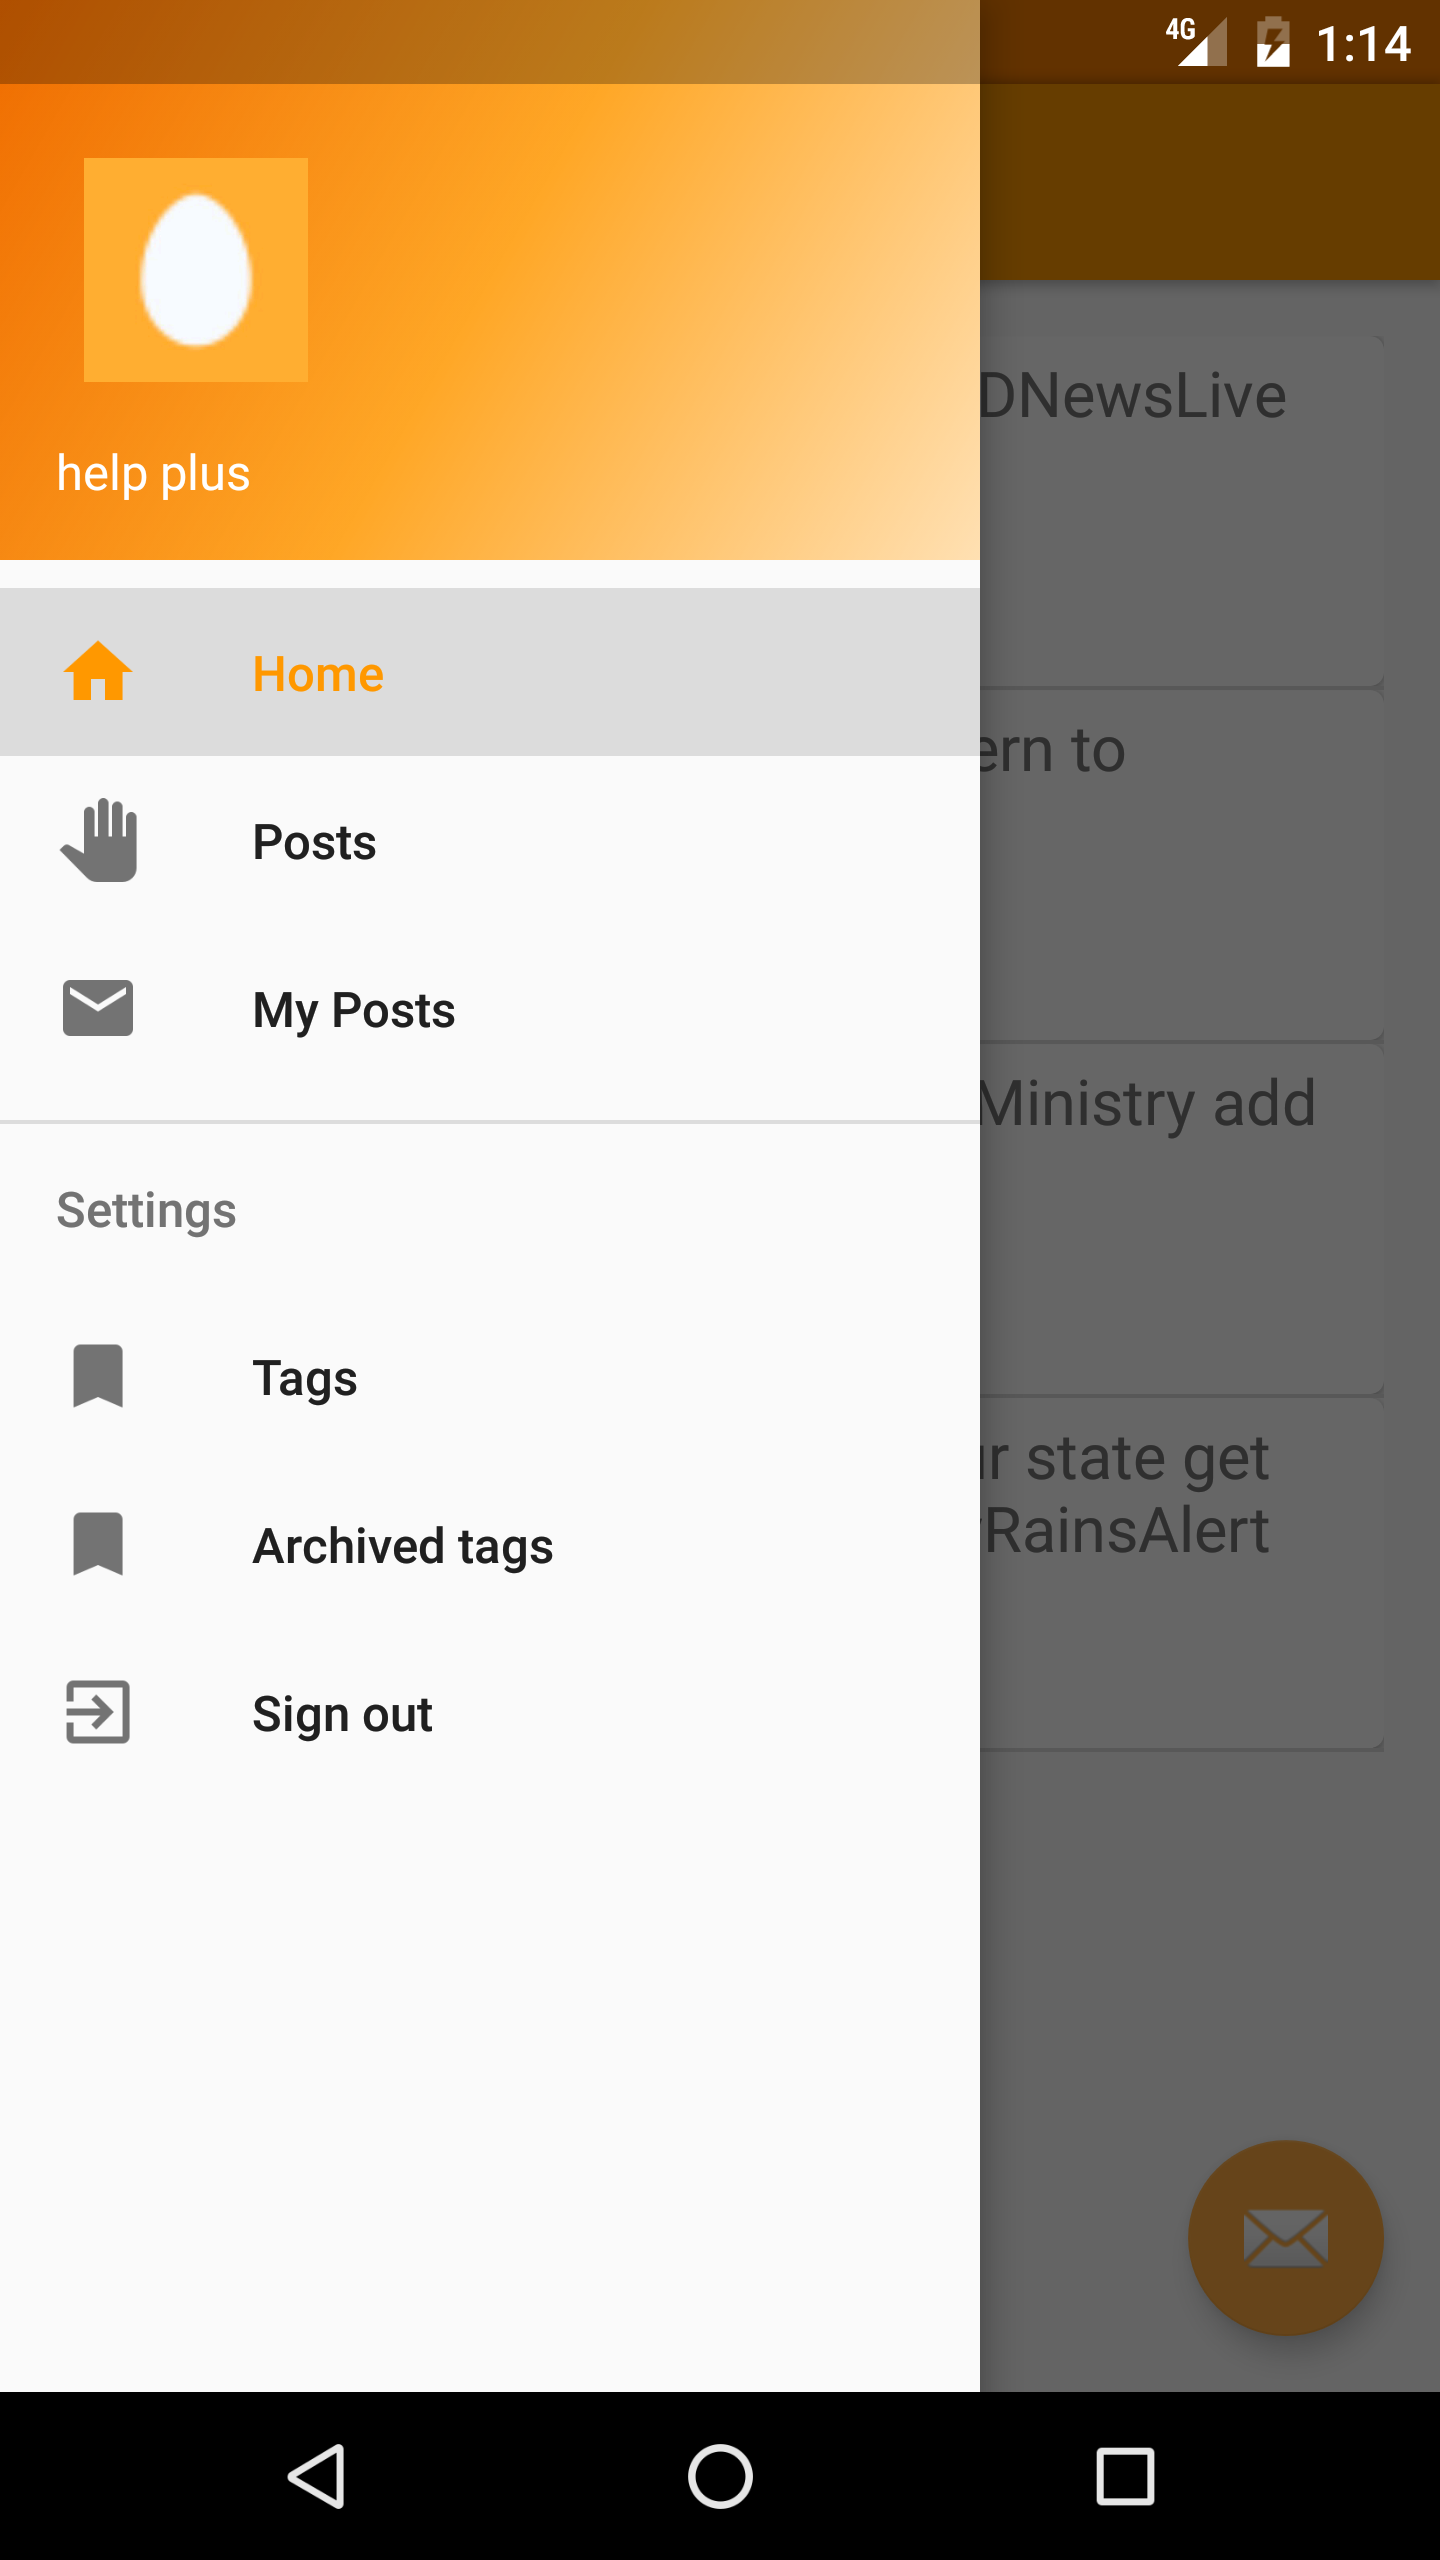 4G 1:14
help plus
Home
Posts
My Posts
Settings
Tags
Archived tags
Sign out
DNewsLive
ern to
Ministry add
state get
RainsAlert